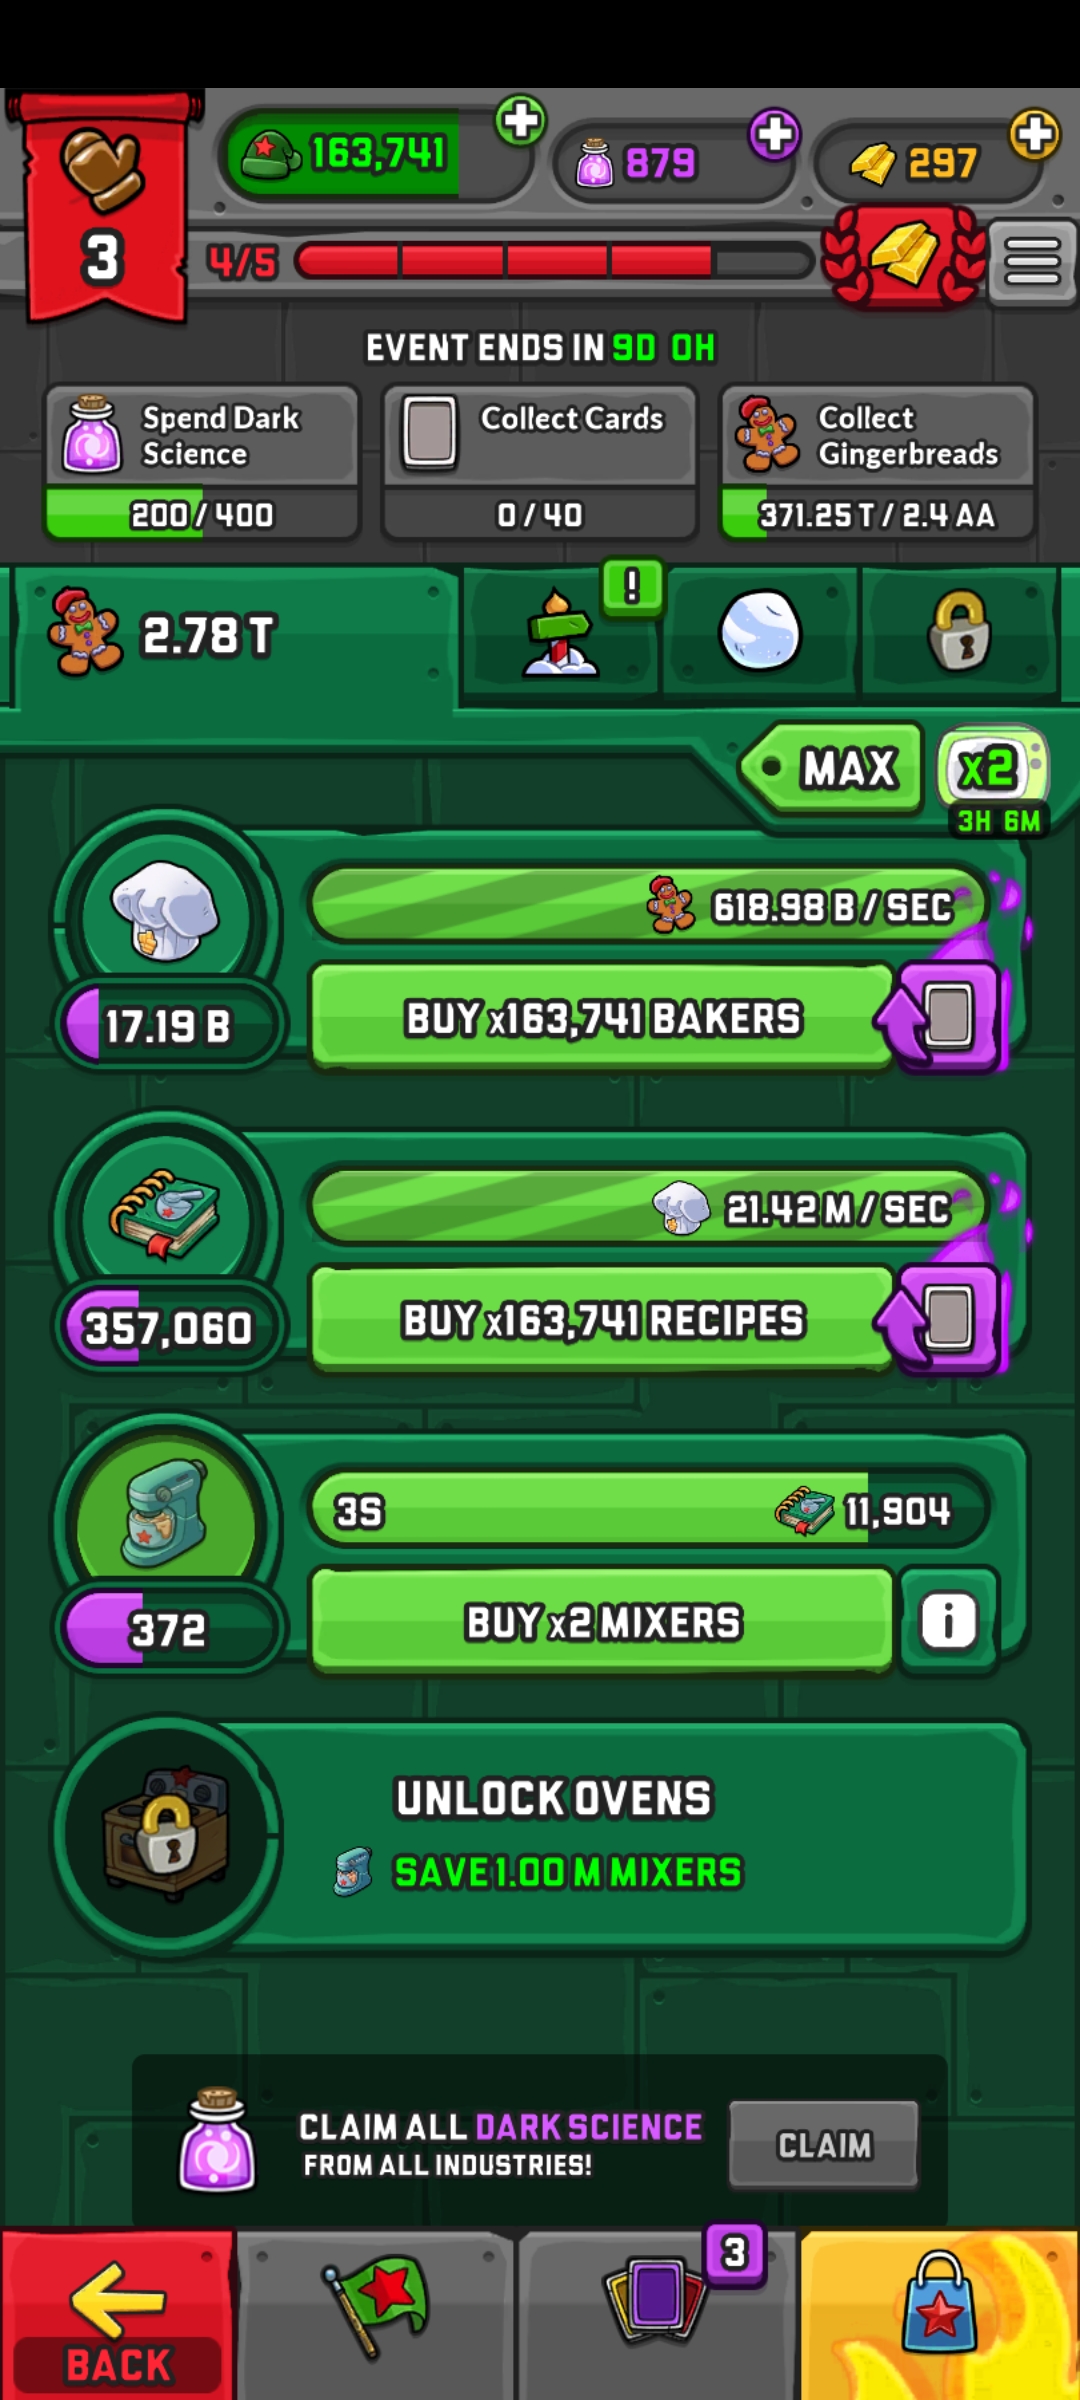 163,741
879
297
3
4/5
EVENT ENDS IN 9D 0H
Spend Dark
Science
200 / 400
Collect Cards
0 / 40
Collect
Gingerbreads
371.25 T / 2.4 AA
2.78 T
!
MAX
x2
3H 6M
618.98 B / SEC
17.19 B
BUY x163,741 BAKERS
21.42 M / SEC
357,060
BUY x163,741 RECIPES
3S
11,904
372
BUY x2 MIXERS
i
UNLOCK OVENS
SAVE 1.00 M MIXERS
CLAIM ALL DARK SCIENCE
FROM ALL INDUSTRIES!
CLAIM
3
BACK